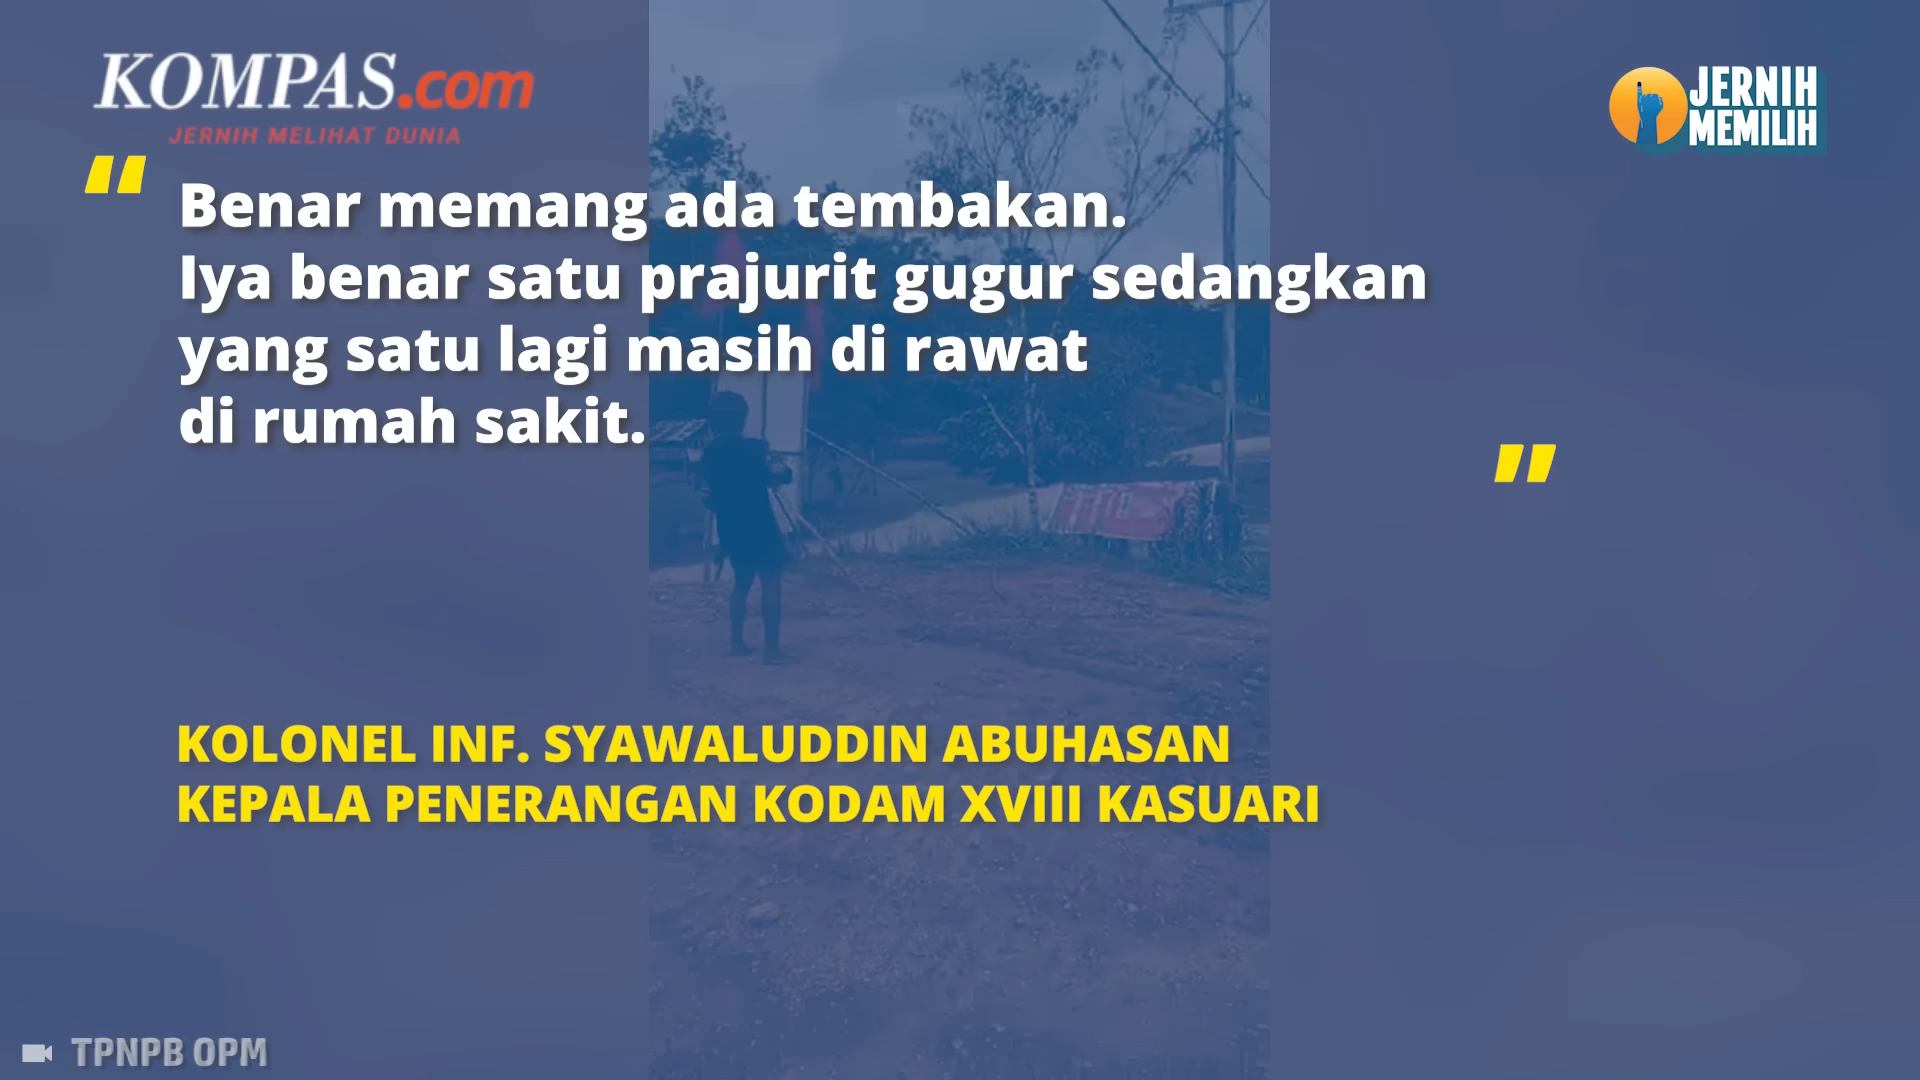 KOMPAS.com
JERNIH MELIHAT DUNIA
JERNIH
MEMILIH
“
Benar memang ada tembakan.
Iya benar satu prajurit gugur sedangkan
yang satu lagi masih di rawat
di rumah sakit.
”
KOLONEL INF. SYAWALUDDIN ABUHASAN
KEPALA PENERANGAN KODAM XVIII KASUARI
TPNPB OPM